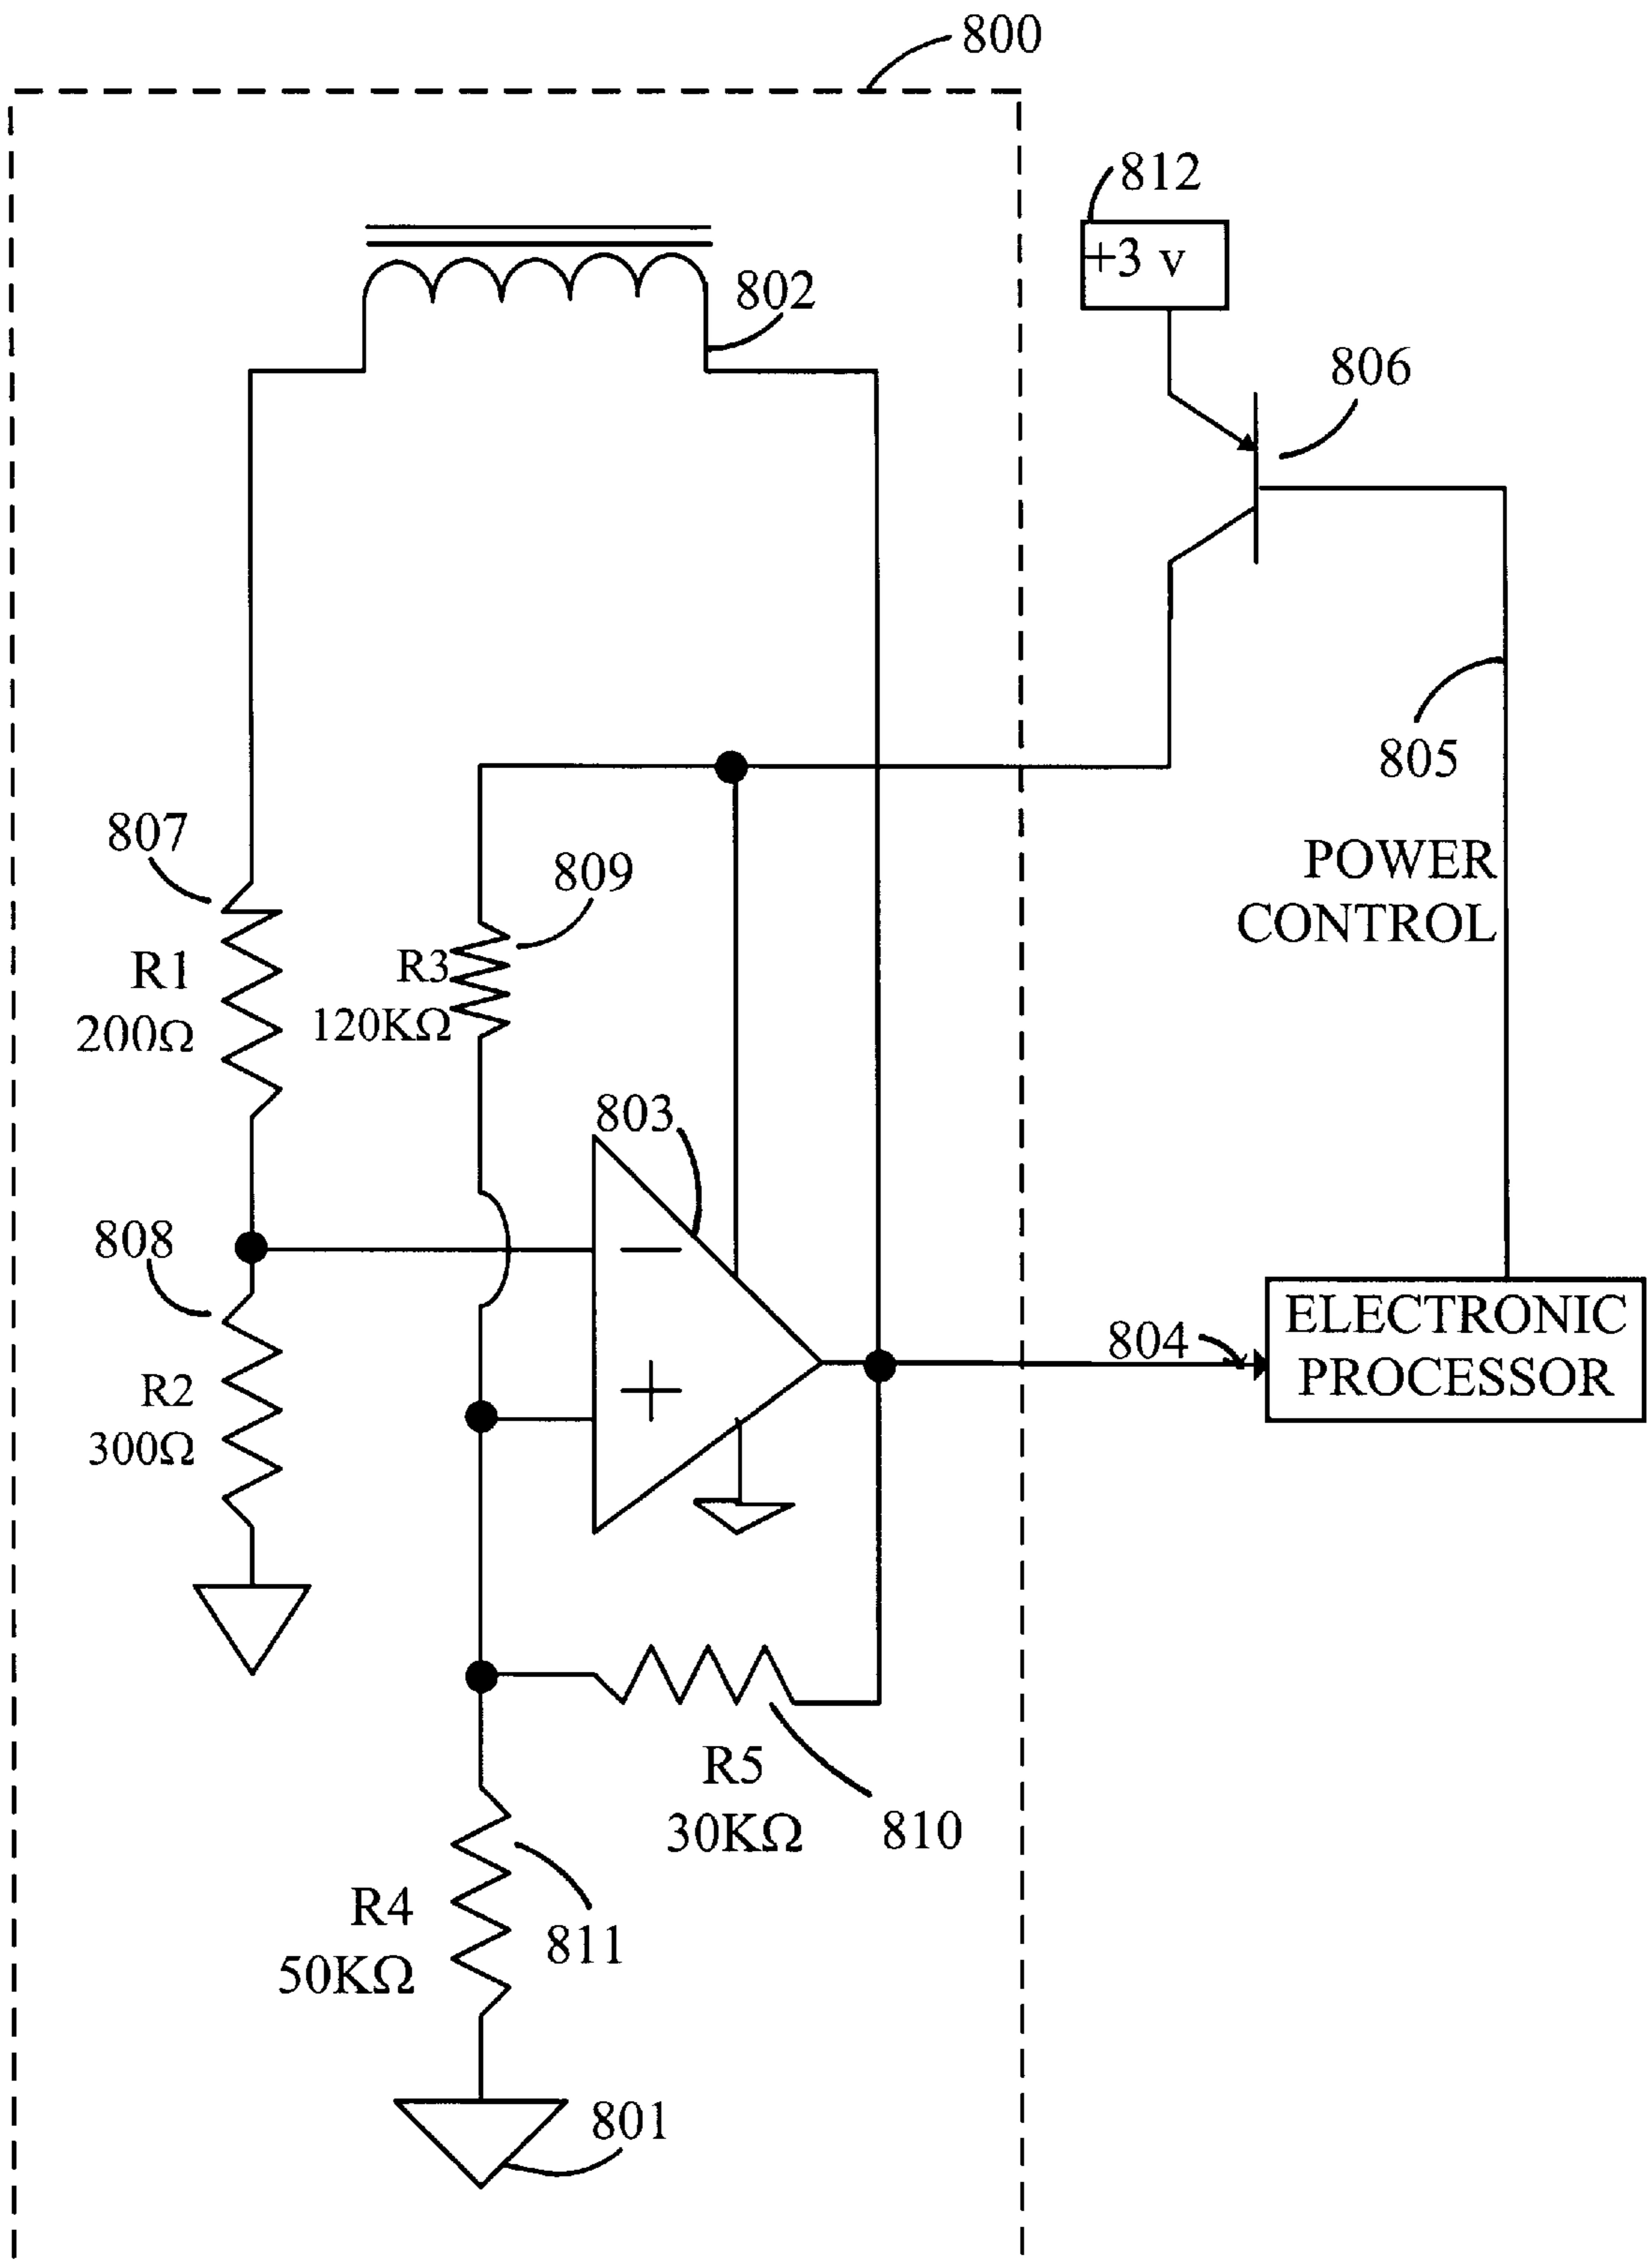 800
812
+3 v
802
806
805
807
809
POWER
CONTROL
R1
200Ω
R3
120KΩ
803
808
804
ELECTRONIC
PROCESSOR
R2
300Ω
R5
30KΩ
810
R4
50KΩ
811
801